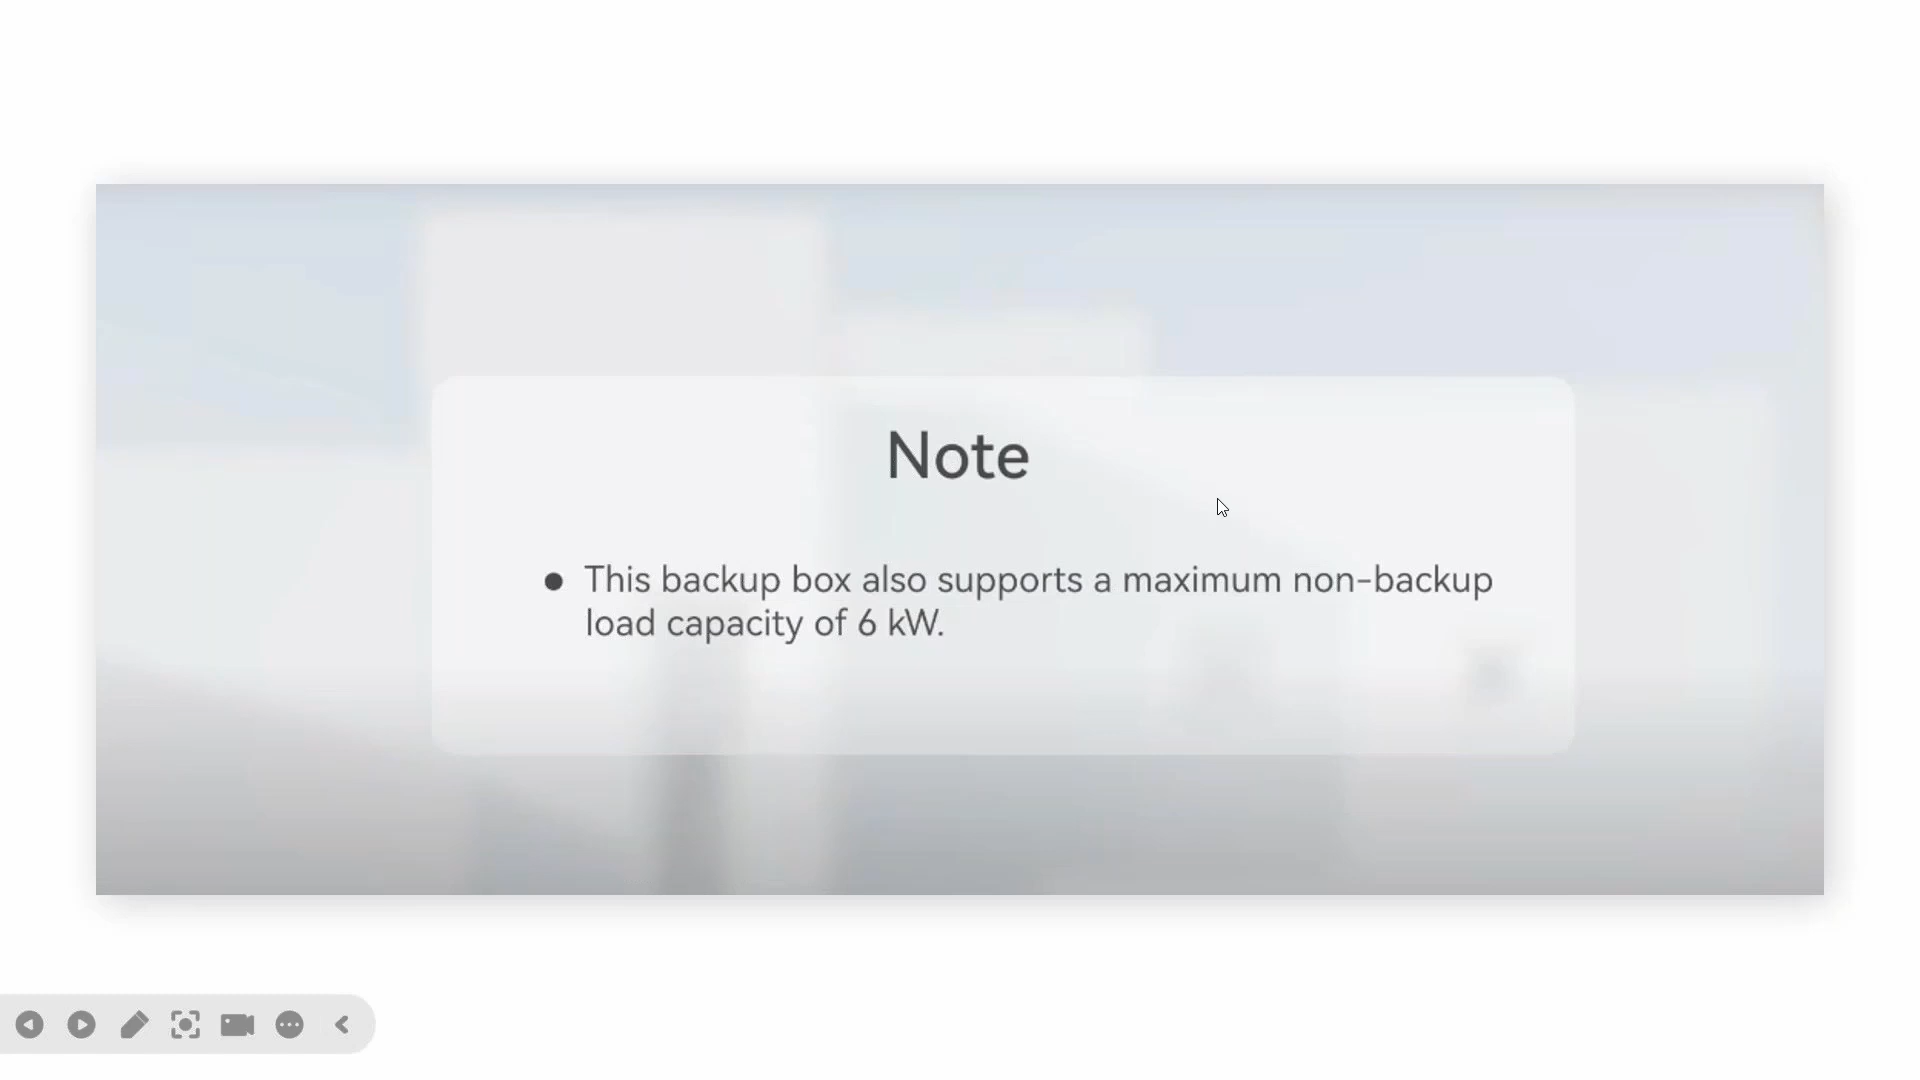 Note
● This backup box also supports a maximum non-backup
load capacity of 6 kW.